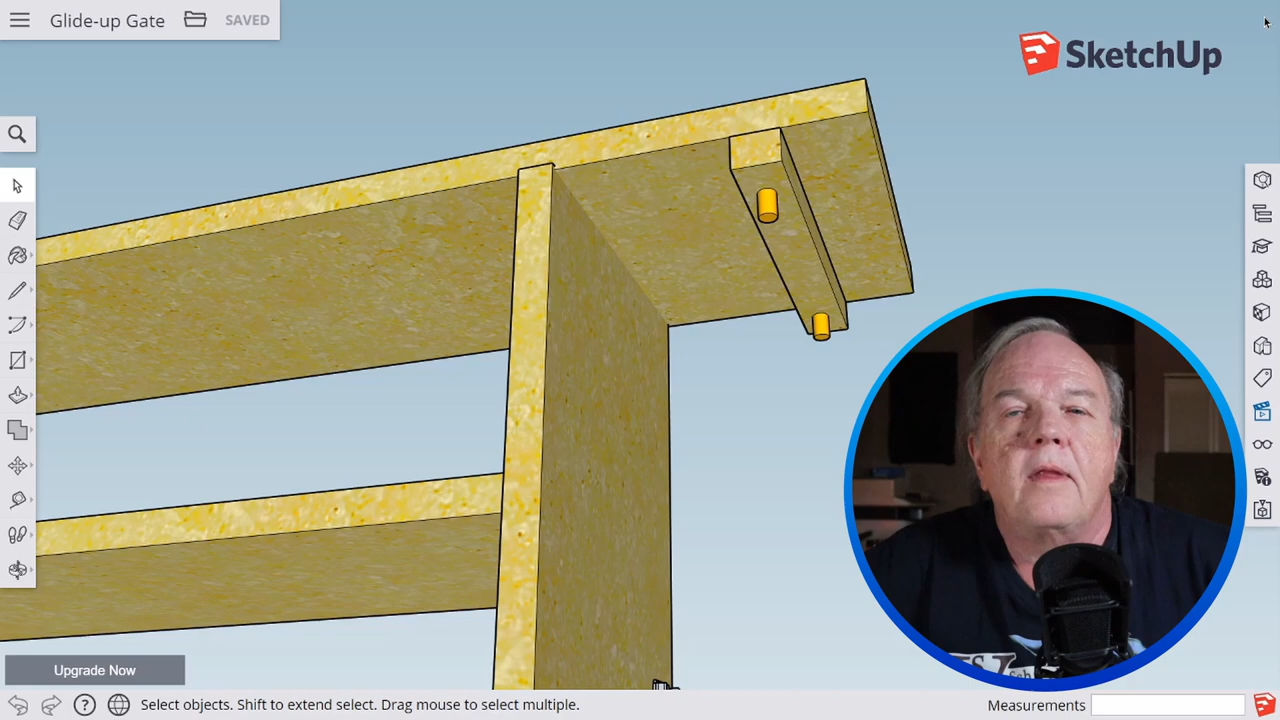 Glide-up Gate
SAVED
SketchUp
Upgrade Now
Select objects. Shift to extend select. Drag mouse to select multiple.
Measurements